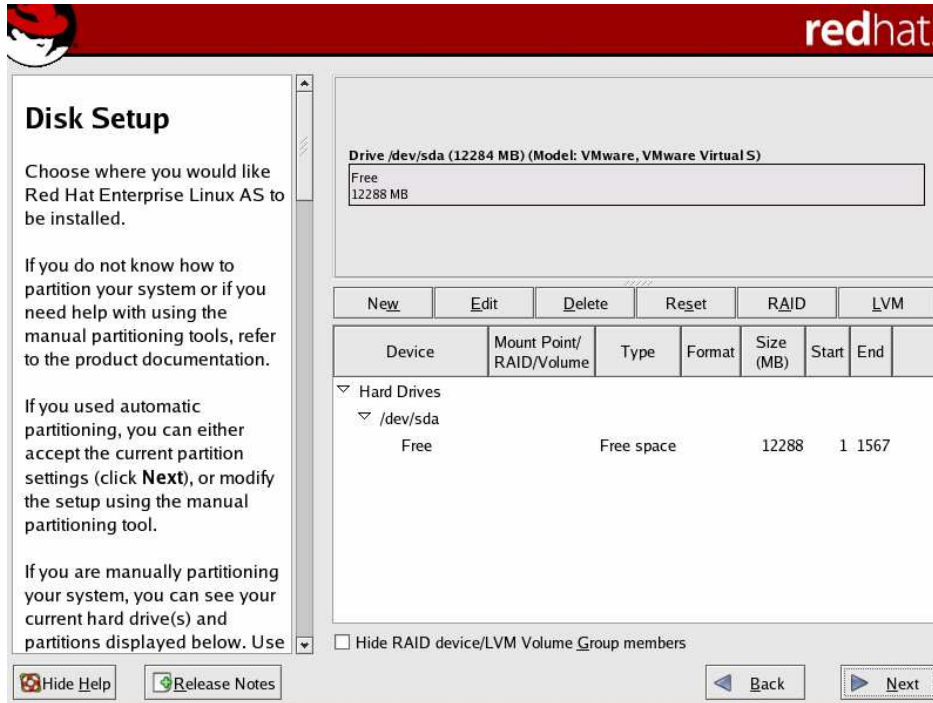 redhat.
Disk Setup
Choose where you would like
Red Hat Enterprise Linux AS to
be installed.
If you do not know how to
partition your system or if you
need help with using the
manual partitioning tools, refer
to the product documentation.
If you used automatic
partitioning, you can either
accept the current partition
settings (click Next), or modify
the setup using the manual
partitioning tool.
If you are manually partitioning
your system, you can see your
current hard drive(s) and
partitions displayed below. Use
Drive /dev/sda (12284 MB) (Model: VMware, VMware Virtual S)
Free
12288 MB
New Edit Delete Reset RAID LVM
Device Mount Point/ RAID/Volume Type Format Size (MB) Start End
Hard Drives
/dev/sda
Free Free space 12288 1 1567
Hide RAID device/LVM Volume Group members
Hide Help Release Notes Back Next